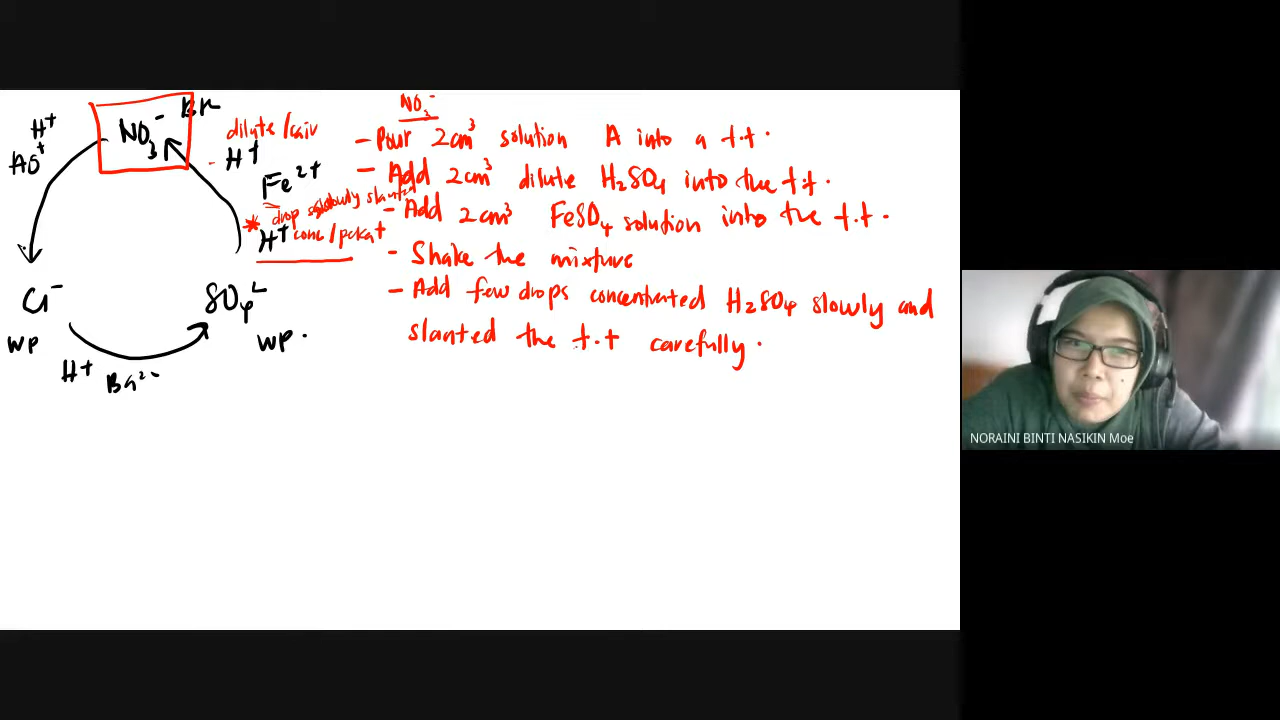 NO₃⁻
BR
H⁺
Ag⁺
dilute/cair
H⁺
Fe²⁺
* drop slowly slanted
H⁺ conc/pekat
Cl⁻
WP
H⁺ Ba²⁺
SO₄²⁻
WP.
NO₃⁻
- Pour 2cm³ solution A into a t.t.
- Add 2cm³ dilute H₂SO₄ into the t.t.
- Add 2cm³ FeSO₄ solution into the t.t.
- Shake the mixture
- Add few drops concentrated H₂SO₄ slowly and
slanted the t.t carefully.
NORAINI BINTI NASIKIN Moe